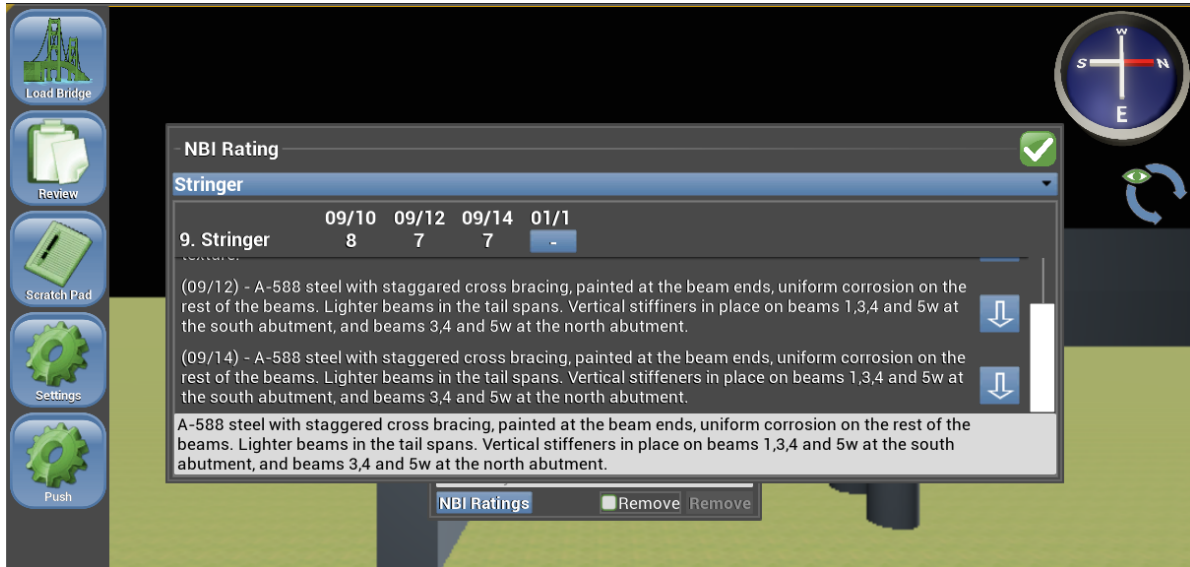 Load Bridge
Review
Scratch Pad
Settings
Push
W
S
N
E
NBI Rating
Stringer
09/10 09/12 09/14 01/1
9. Stringer 8 7 7 -
texture.
(09/12) - A-588 steel with staggared cross bracing, painted at the beam ends, uniform corrosion on the
rest of the beams. Lighter beams in the tail spans. Vertical stiffiners in place on beams 1,3,4 and 5w at
the south abutment, and beams 3,4 and 5w at the north abutment.
(09/14) - A-588 steel with staggered cross bracing, painted at the beam ends, uniform corrosion on the
rest of the beams. Lighter beams in the tail spans. Vertical stiffeners in place on beams 1,3,4 and 5w at
the south abutment, and beams 3,4 and 5w at the north abutment.
A-588 steel with staggered cross bracing, painted at the beam ends, uniform corrosion on the rest of the
beams. Lighter beams in the tail spans. Vertical stiffeners in place on beams 1,3,4 and 5w at the south
abutment, and beams 3,4 and 5w at the north abutment.
NBI Ratings Remove Remove